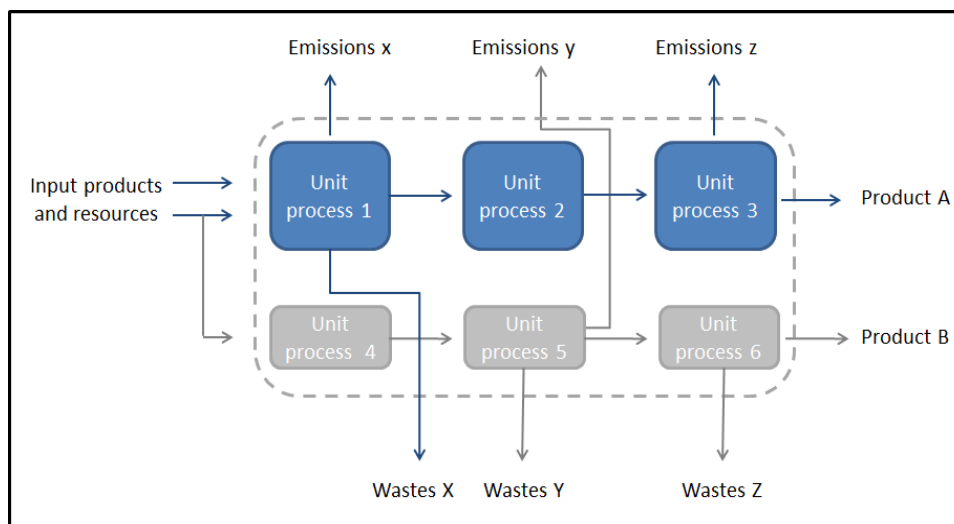 Emissions x
Emissions y
Emissions z
Input products
and resources
Unit
process 1
Unit
process 2
Unit
process 3
Product A
Unit
process 4
Unit
process 5
Unit
process 6
Product B
Wastes X
Wastes Y
Wastes Z